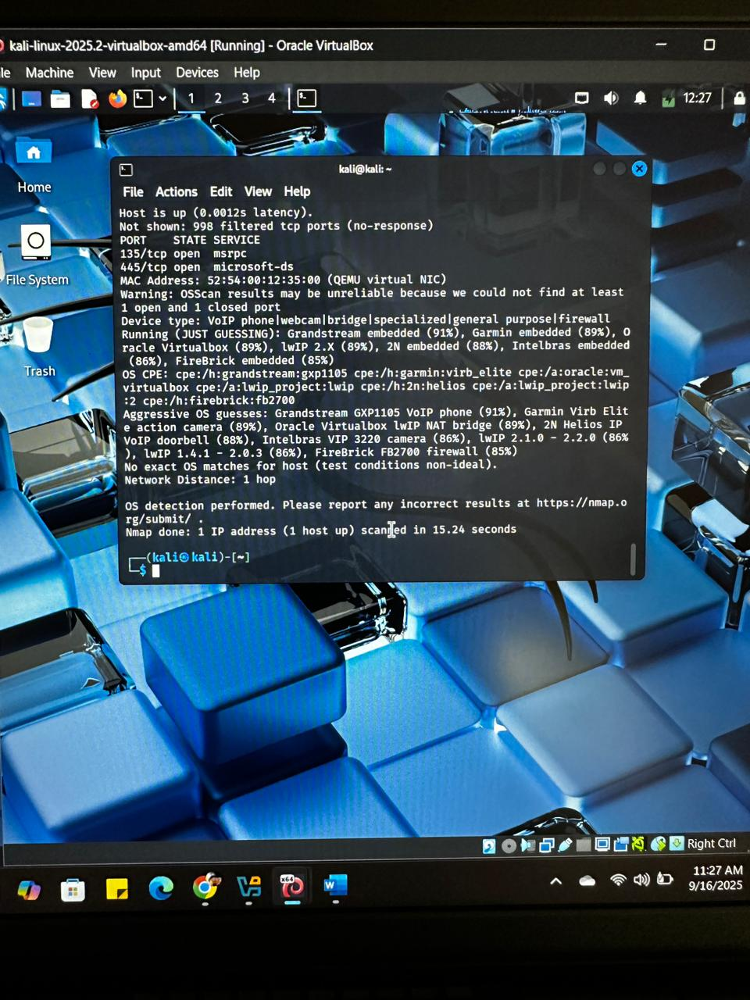 kali-linux-2025.2-virtualbox-amd64 [Running] - Oracle VirtualBox
Machine View Input Devices Help
1 2 3 4 12:27
Home
File System
Trash
kali@kali: ~
File Actions Edit View Help
Host is up (0.0012s latency).
Not shown: 998 filtered tcp ports (no-response)
PORT    STATE SERVICE
135/tcp open  msrpc
445/tcp open  microsoft-ds
MAC Address: 52:54:00:12:35:00 (QEMU virtual NIC)
Warning: OSScan results may be unreliable because we could not find at least
1 open and 1 closed port
Device type: VoIP phone|webcam|bridge|specialized|general purpose|firewall
Running (JUST GUESSING): Grandstream embedded (91%), Garmin embedded (89%), O
racle Virtualbox (89%), lwIP 2.X (89%), 2N embedded (88%), Intelbras embedded
(86%), FireBrick embedded (85%)
OS CPE: cpe:/h:grandstream:gxp1105 cpe:/h:garmin:virb_elite cpe:/a:oracle:vm_
virtualbox cpe:/a:lwip_project:lwip cpe:/h:2n:helios cpe:/a:lwip_project:lwip
:2 cpe:/h:firebrick:fb2700
Aggressive OS guesses: Grandstream GXP1105 VoIP phone (91%), Garmin Virb Elit
e action camera (89%), Oracle Virtualbox lwIP NAT bridge (89%), 2N Helios IP
VoIP doorbell (88%), Intelbras VIP 3220 camera (86%), lwIP 2.1.0 - 2.2.0 (86%
), lwIP 1.4.1 - 2.0.3 (86%), FireBrick FB2700 firewall (85%)
No exact OS matches for host (test conditions non-ideal).
Network Distance: 1 hop
OS detection performed. Please report any incorrect results at https://nmap.o
rg/submit/ .
Nmap done: 1 IP address (1 host up) scanned in 15.24 seconds
┌──(kali㉿kali)-[~]
└─$
Right Ctrl
x64
11:27 AM
9/16/2025